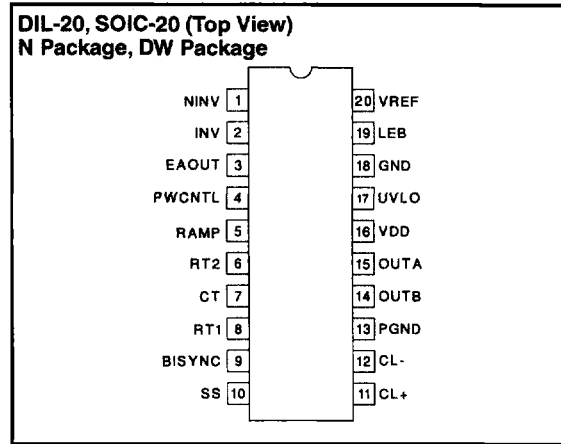 DIL-20, SOIC-20 (Top View)
N Package, DW Package
NINV 1 20 VREF
INV 2 19 LEB
EAOUT 3 18 GND
PWCNTL 4 17 UVLO
RAMP 5 16 VDD
RT2 6 15 OUTA
CT 7 14 OUTB
RT1 8 13 PGND
BISYNC 9 12 CL-
SS 10 11 CL+